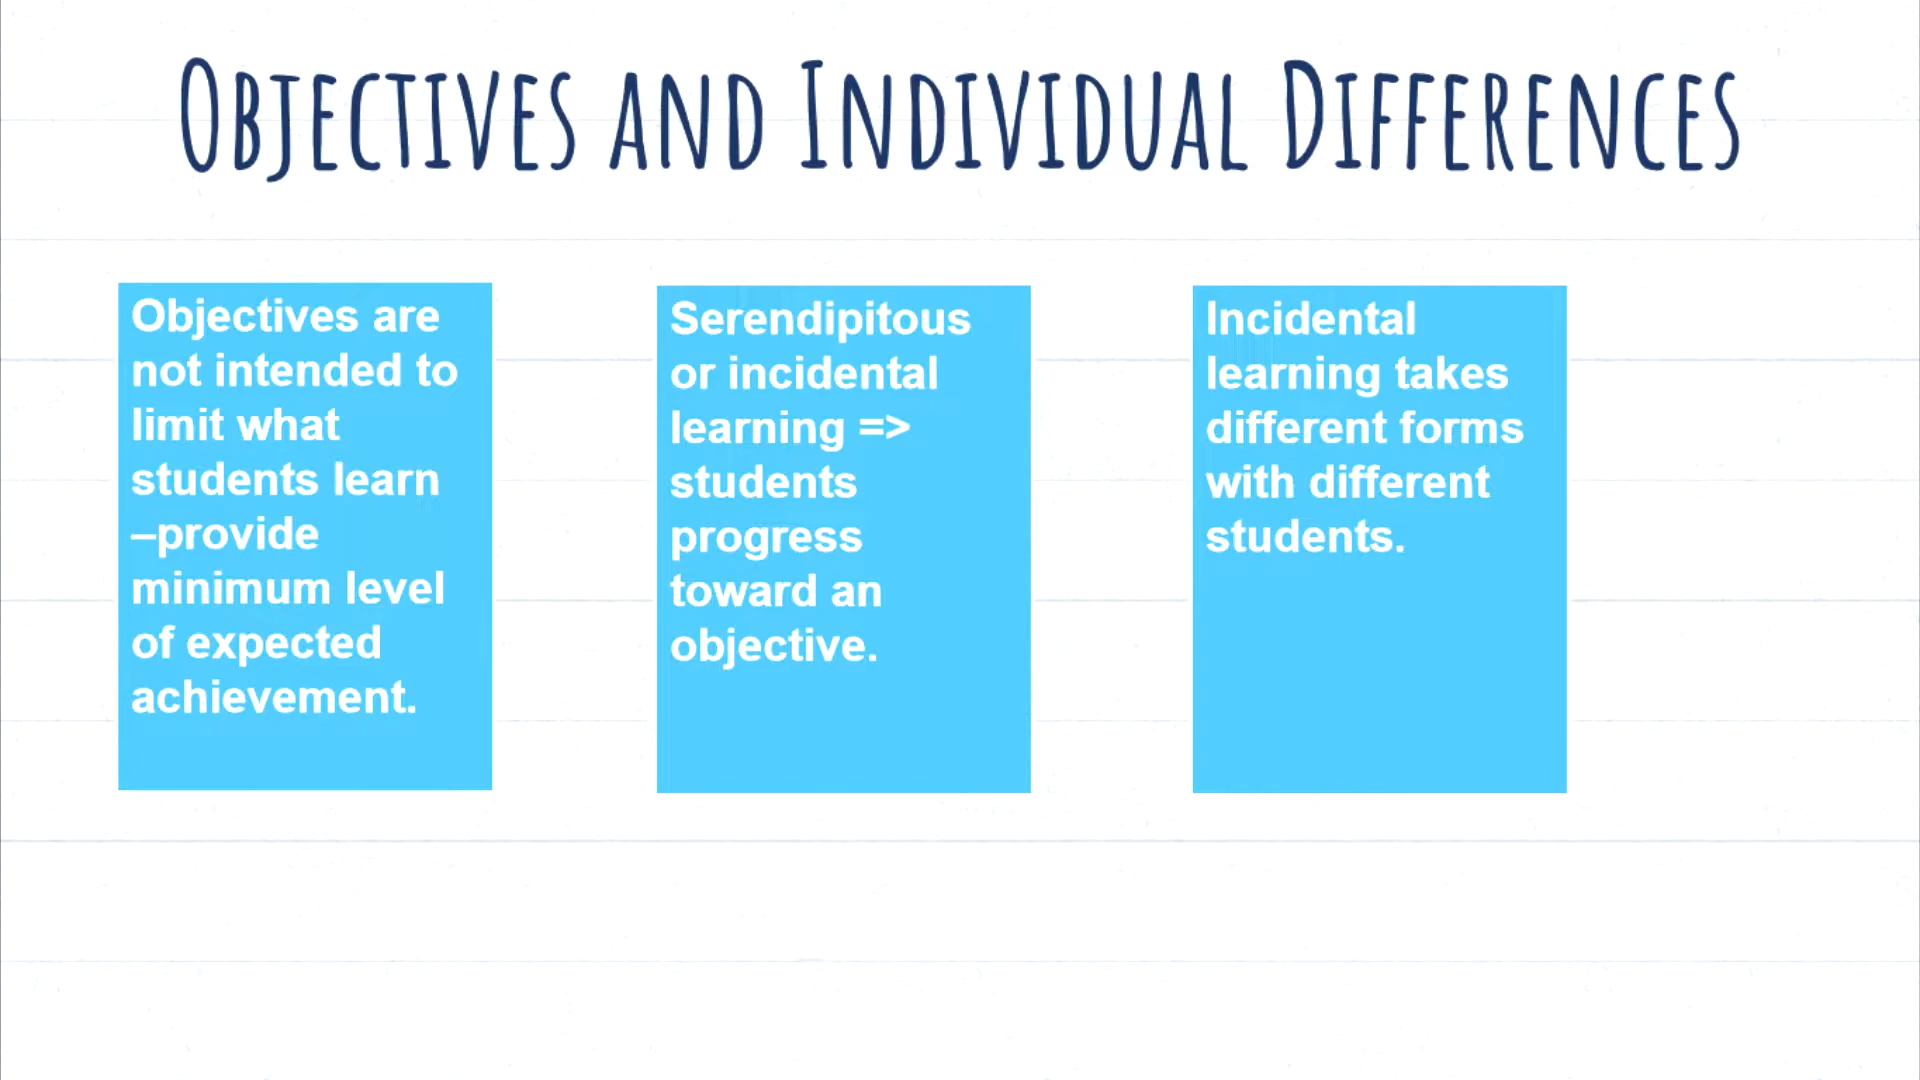 Objectives and Individual Differences
Objectives are
not intended to
limit what
students learn
–provide
minimum level
of expected
achievement.
Serendipitous
or incidental
learning =>
students
progress
toward an
objective.
Incidental
learning takes
different forms
with different
students.